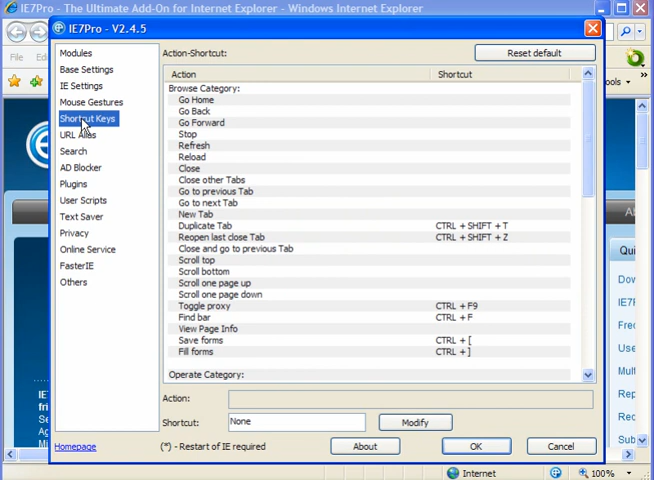 IE7Pro - The Ultimate Add-On for Internet Explorer - Windows Internet Explorer
IE7Pro - V2.4.5
File
Modules
Base Settings
IE Settings
Mouse Gestures
Shortcut Keys
URL Alias
Search
AD Blocker
Plugins
User Scripts
Text Saver
Privacy
Online Service
FasterIE
Others
Action-Shortcut:
Reset default
Action Shortcut
Browse Category:
Go Home
Go Back
Go Forward
Stop
Refresh
Reload
Close
Close other Tabs
Go to previous Tab
Go to next Tab
New Tab
Duplicate Tab CTRL + SHIFT + T
Reopen last close Tab CTRL + SHIFT + Z
Close and go to previous Tab
Scroll top
Scroll bottom
Scroll one page up
Scroll one page down
Toggle proxy CTRL + F9
Find bar CTRL + F
View Page Info
Save forms CTRL + [
Fill forms CTRL + ]
Operate Category:
Action:
Shortcut: None Modify
Homepage (*) - Restart of IE required About OK Cancel
Internet 100%